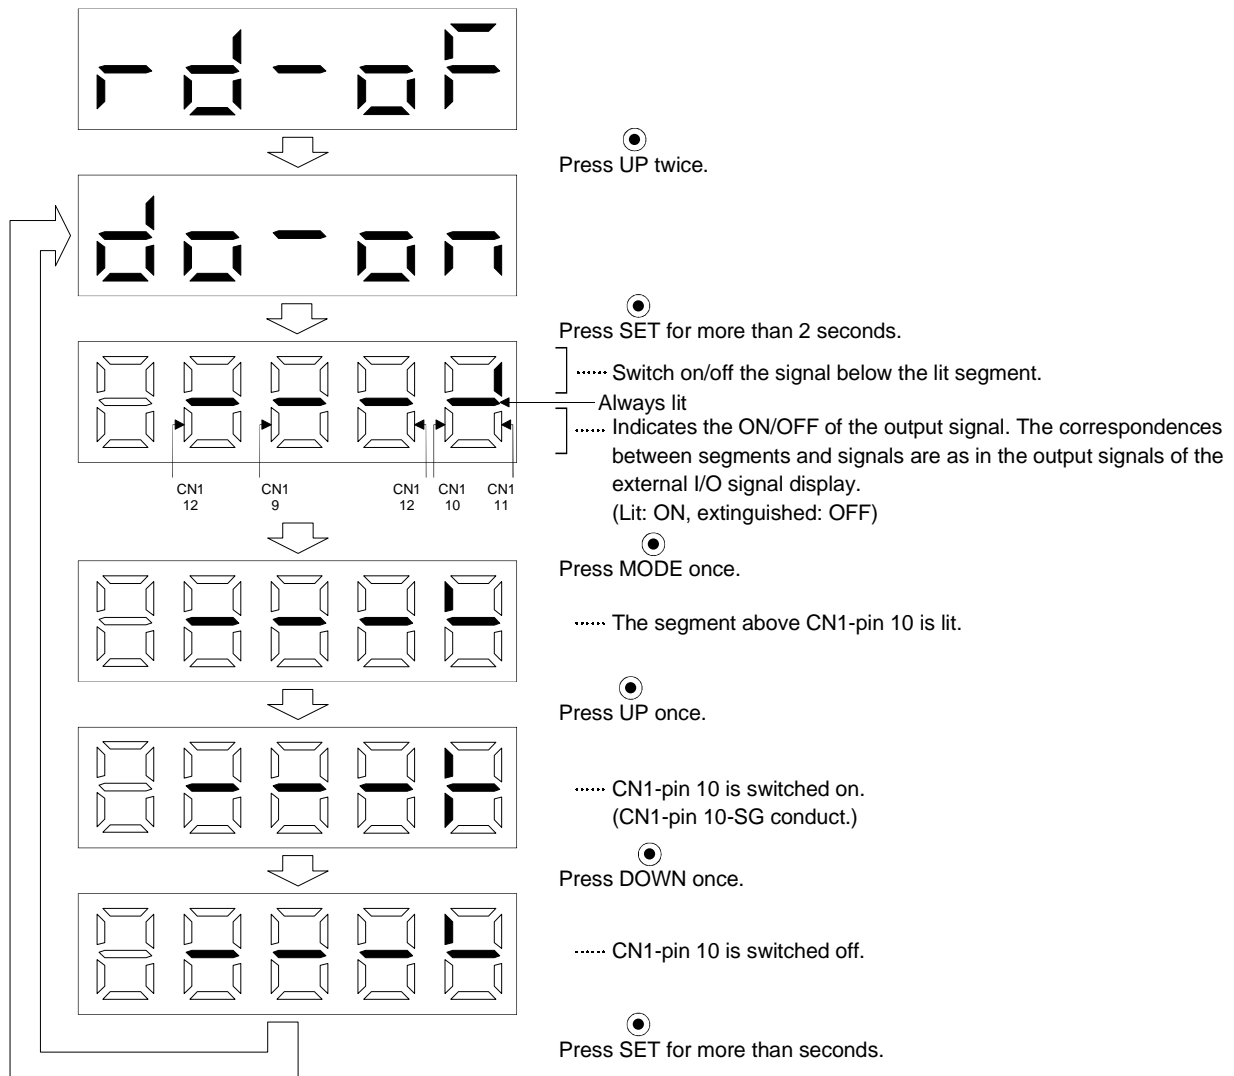 rd-oF
Press UP twice.
do-on
Press SET for more than 2 seconds.
Switch on/off the signal below the lit segment.
Always lit
Indicates the ON/OFF of the output signal. The correspondences
between segments and signals are as in the output signals of the
external I/O signal display.
(Lit: ON, extinguished: OFF)
CN1 CN1 CN1 CN1 CN1
12 9 12 10 11
Press MODE once.
The segment above CN1-pin 10 is lit.
Press UP once.
CN1-pin 10 is switched on.
(CN1-pin 10-SG conduct.)
Press DOWN once.
CN1-pin 10 is switched off.
Press SET for more than seconds.